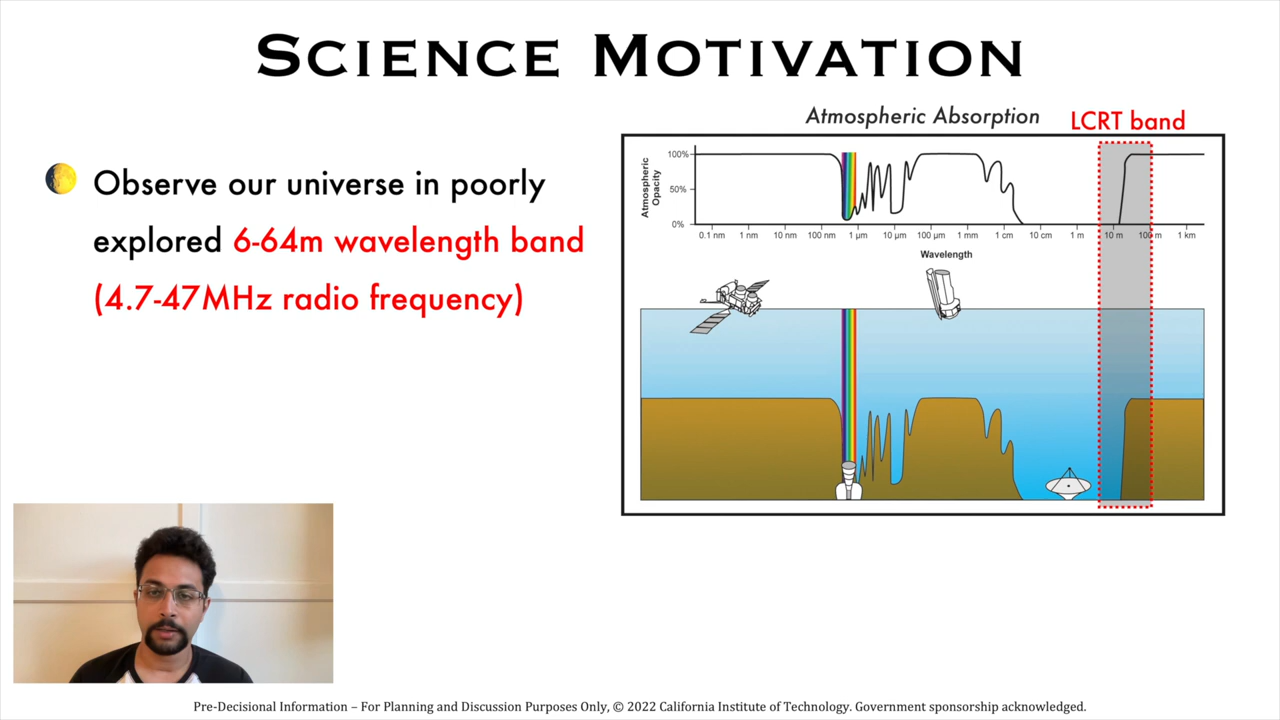 SCIENCE MOTIVATION
Observe our universe in poorly
explored 6-64m wavelength band
(4.7-47MHz radio frequency)
Atmospheric Absorption
LCRT band
Atmospheric
Opacity
100%
50%
0%
0.1 nm 1 nm 10 nm 100 nm 1 μm 10 μm 100 μm 1 mm 1 cm 10 cm 1 m 10 m 100 m 1 km
Wavelength
Pre-Decisional Information – For Planning and Discussion Purposes Only, © 2022 California Institute of Technology. Government sponsorship acknowledged.